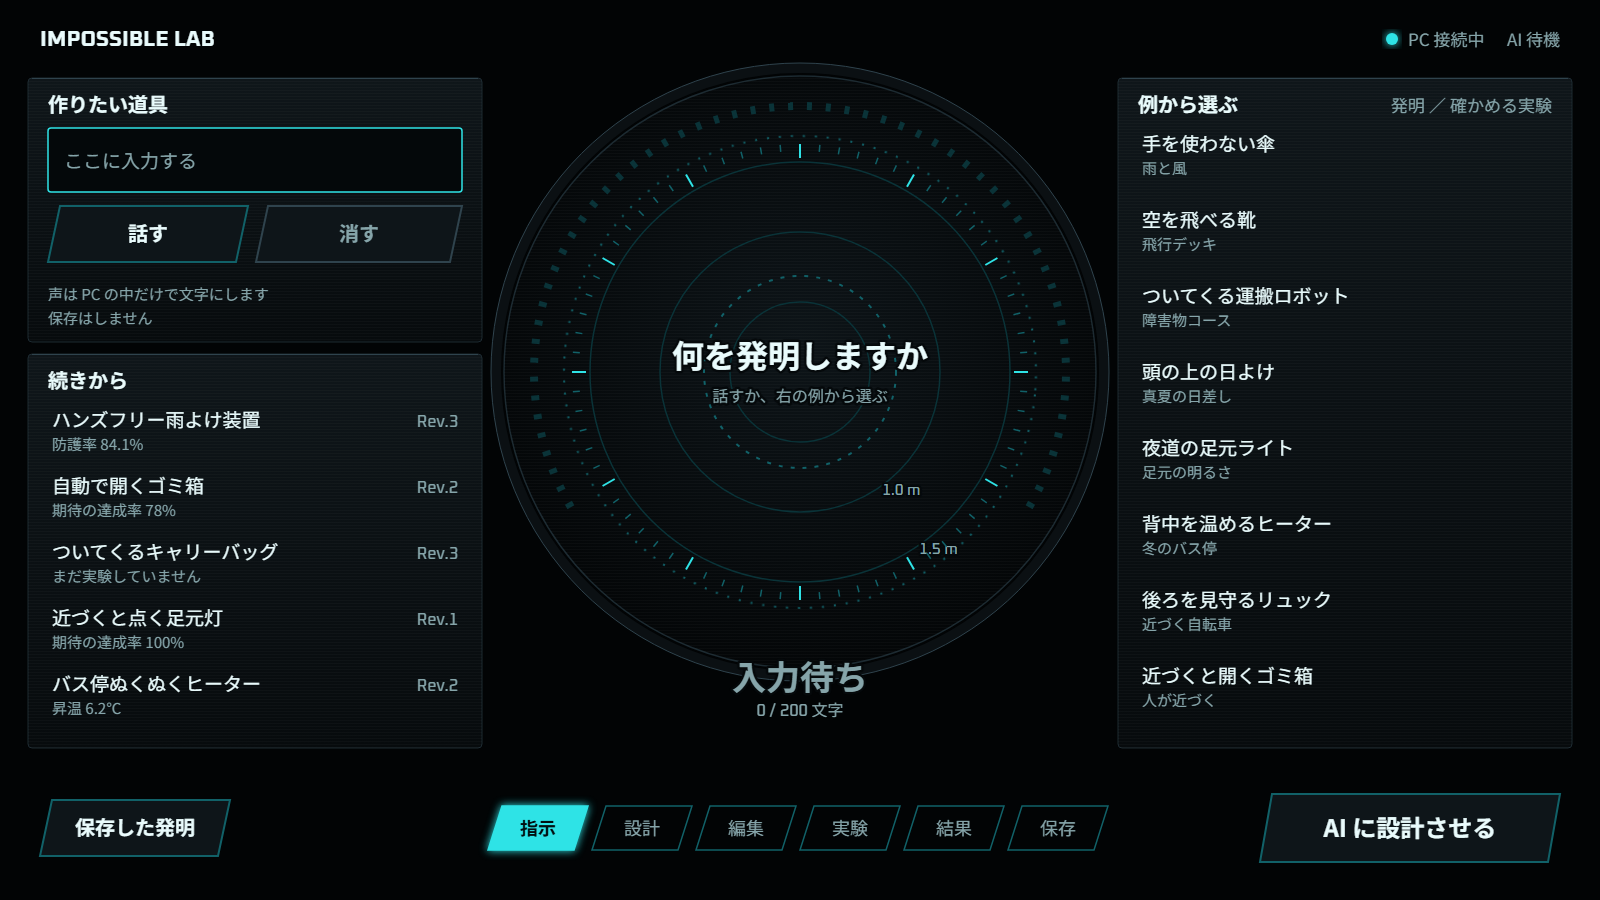 IMPOSSIBLE LAB
PC 接続中 AI 待機
作りたい道具
ここに入力する
話す 消す
声は PC の中だけで文字にします
保存はしません
続きから
ハンズフリー雨よけ装置 Rev.3
防護率 84.1%
自動で開くゴミ箱 Rev.2
期待の達成率 78%
ついてくるキャリーバッグ Rev.3
まだ実験していません
近づくと点く足元灯 Rev.1
期待の達成率 100%
バス停ぬくぬくヒーター Rev.2
昇温 6.2°C
何を発明しますか
話すか、右の例から選ぶ
1.0 m
1.5 m
入力待ち
0 / 200 文字
例から選ぶ 発明 ／ 確かめる実験
手を使わない傘
雨と風
空を飛べる靴
飛行デッキ
ついてくる運搬ロボット
障害物コース
頭の上の日よけ
真夏の日差し
夜道の足元ライト
足元の明るさ
背中を温めるヒーター
冬のバス停
後ろを見守るリュック
近づく自転車
近づくと開くゴミ箱
人が近づく
保存した発明
指示 設計 編集 実験 結果 保存
AI に設計させる